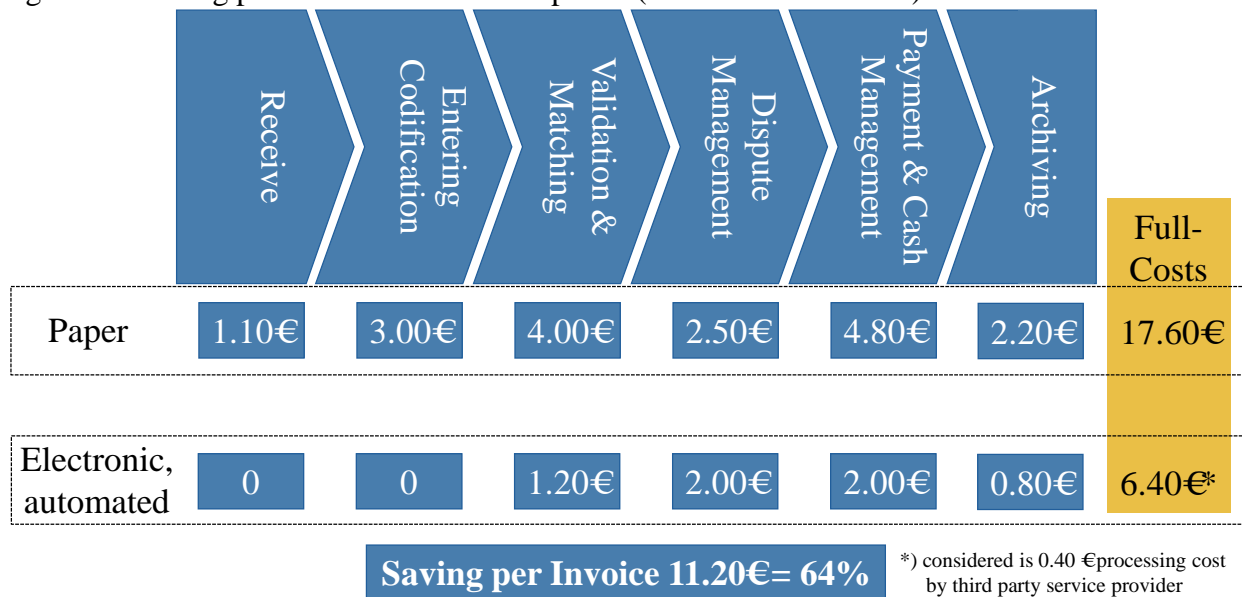 Receive
Entering
Codification
Validation &
Matching
Dispute
Management
Payment & Cash
Management
Archiving
Full-
Costs
Paper
1.10€
3.00€
4.00€
2.50€
4.80€
2.20€
17.60€
Electronic,
automated
0
0
1.20€
2.00€
2.00€
0.80€
6.40€*
Saving per Invoice 11.20€= 64%
*) considered is 0.40 €processing cost
by third party service provider